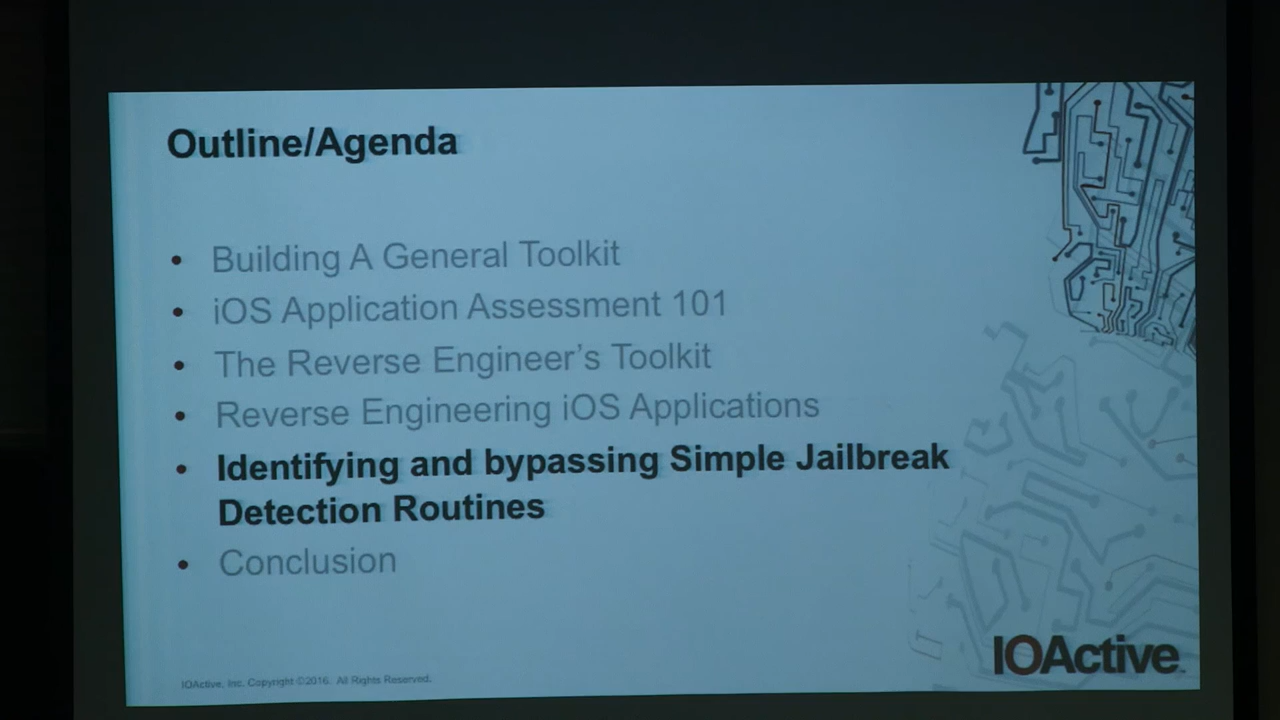 Outline/Agenda
• Building A General Toolkit
• iOS Application Assessment 101
• The Reverse Engineer's Toolkit
• Reverse Engineering iOS Applications
• Identifying and bypassing Simple Jailbreak
Detection Routines
• Conclusion
IOActive, Inc. Copyright ©2016. All Rights Reserved.
IOActive